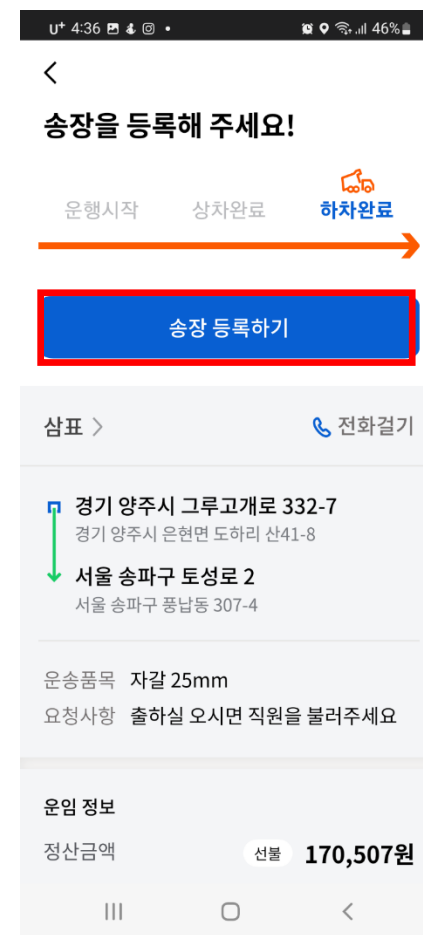 U+ 4:36 46%
송장을 등록해 주세요!
운행시작 상차완료 하차완료
송장 등록하기
삼표 > 전화걸기
경기 양주시 그루고개로 332-7
경기 양주시 은현면 도하리 산41-8
서울 송파구 토성로 2
서울 송파구 풍납동 307-4
운송품목 자갈 25mm
요청사항 출하실 오시면 직원을 불러주세요
운임 정보
정산금액 선불 170,507원